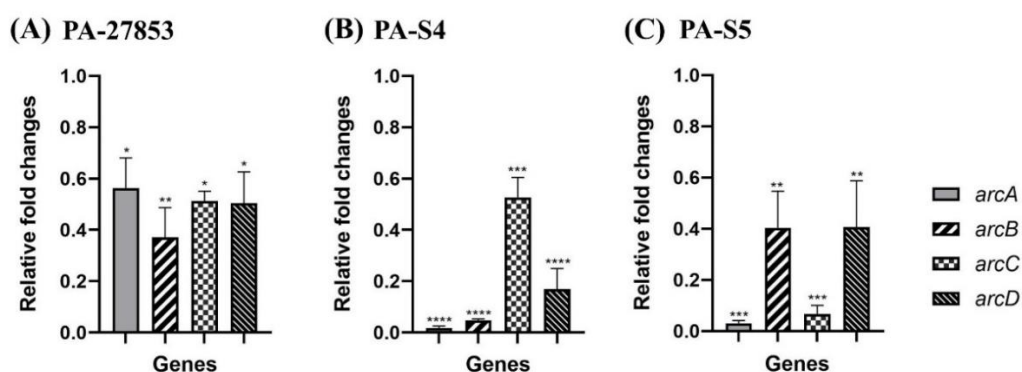 (A) PA-27853
(B) PA-S4
(C) PA-S5
Relative fold changes
1.0
0.8
0.6
0.4
0.2
0.0
*
**
*
*
Genes
Relative fold changes
1.0
0.8
0.6
0.4
0.2
0.0
****
****
***
****
Genes
Relative fold changes
1.0
0.8
0.6
0.4
0.2
0.0
***
**
***
**
Genes
arcA
arcB
arcC
arcD